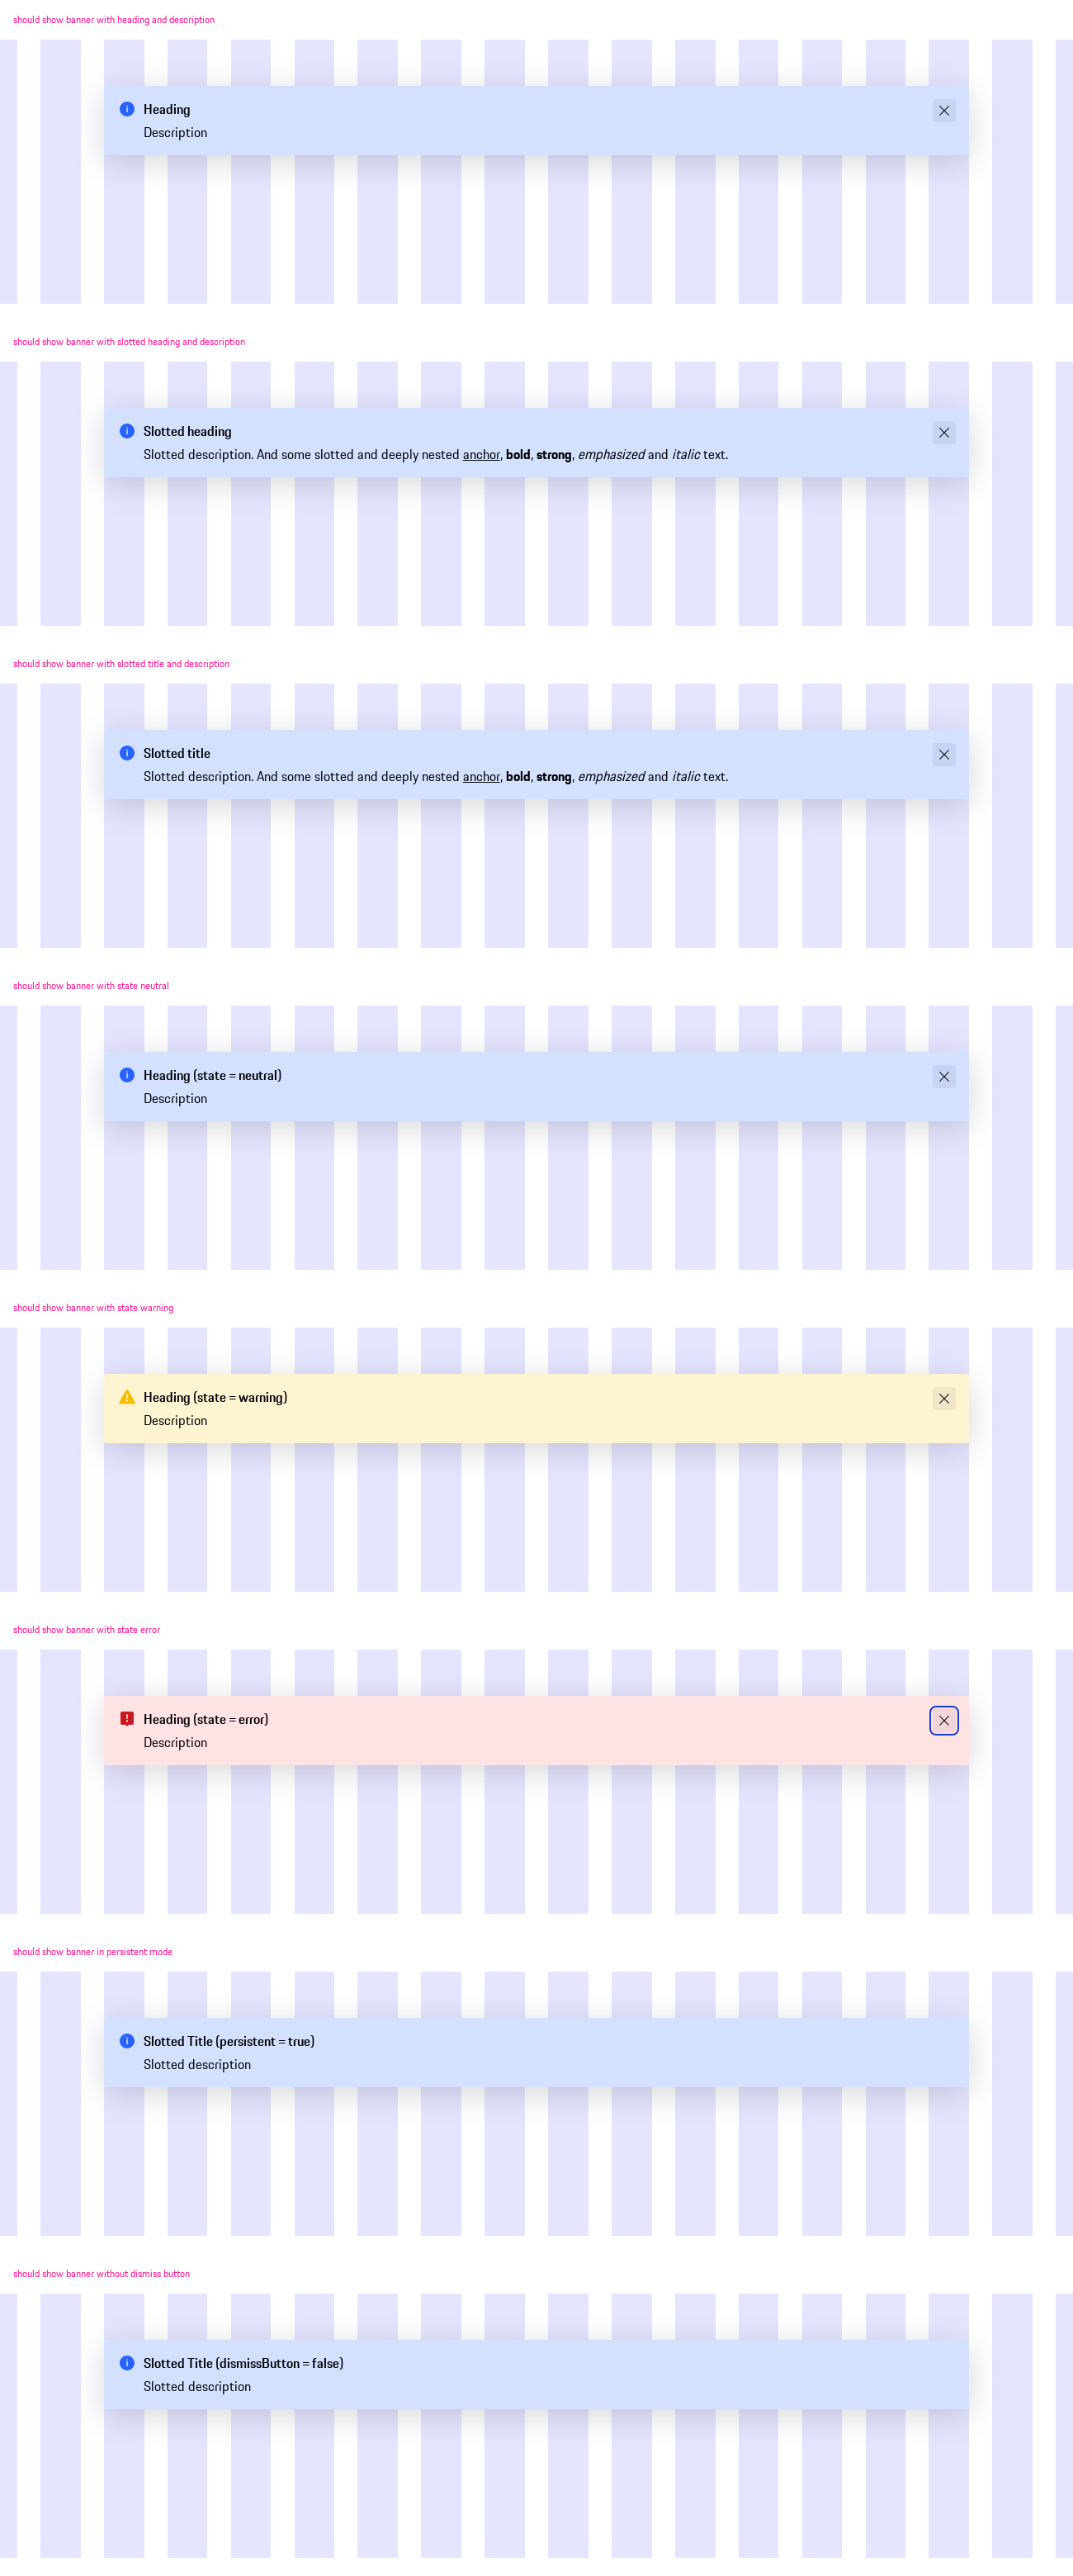 should show banner with heading and description
Heading
Description
should show banner with slotted heading and description
Slotted heading
Slotted description. And some slotted and deeply nested anchor, bold, strong, emphasized and italic text.
should show banner with slotted title and description
Slotted title
Slotted description. And some slotted and deeply nested anchor, bold, strong, emphasized and italic text.
should show banner with state neutral
Heading (state = neutral)
Description
should show banner with state warning
Heading (state = warning)
Description
should show banner with state error
Heading (state = error)
Description
should show banner in persistent mode
Slotted Title (persistent = true)
Slotted description
should show banner without dismiss button
Slotted Title (dismissButton = false)
Slotted description